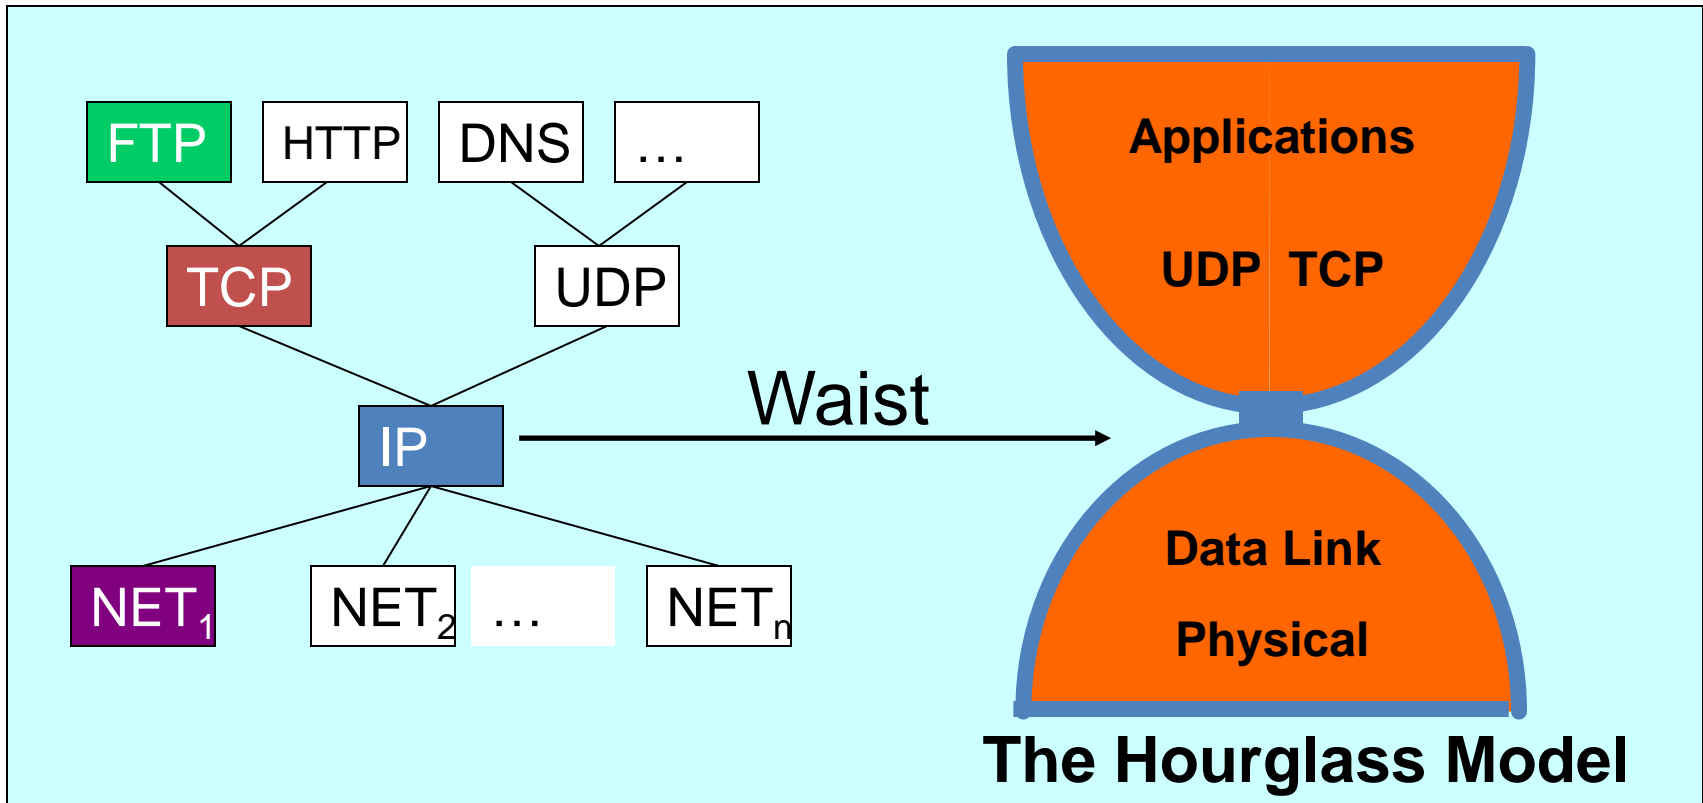 FTP
HTTP
DNS
…
TCP
UDP
IP
NET1
NET2
…
NETn
Waist
Applications
UDP TCP
Data Link
Physical
The Hourglass Model